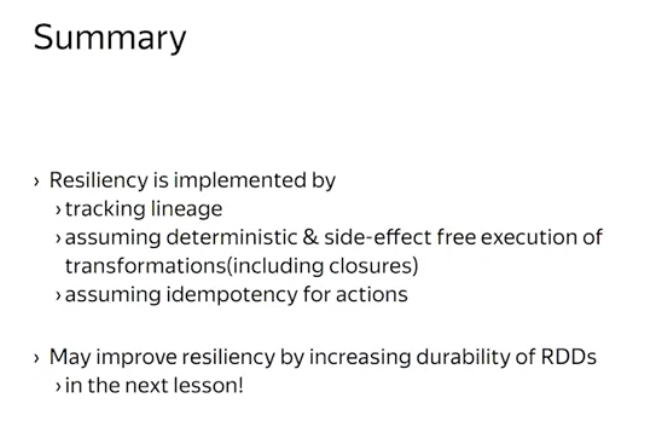 Summary
› Resiliency is implemented by
› tracking lineage
› assuming deterministic & side-effect free execution of
transformations(including closures)
› assuming idempotency for actions
› May improve resiliency by increasing durability of RDDs
› in the next lesson!